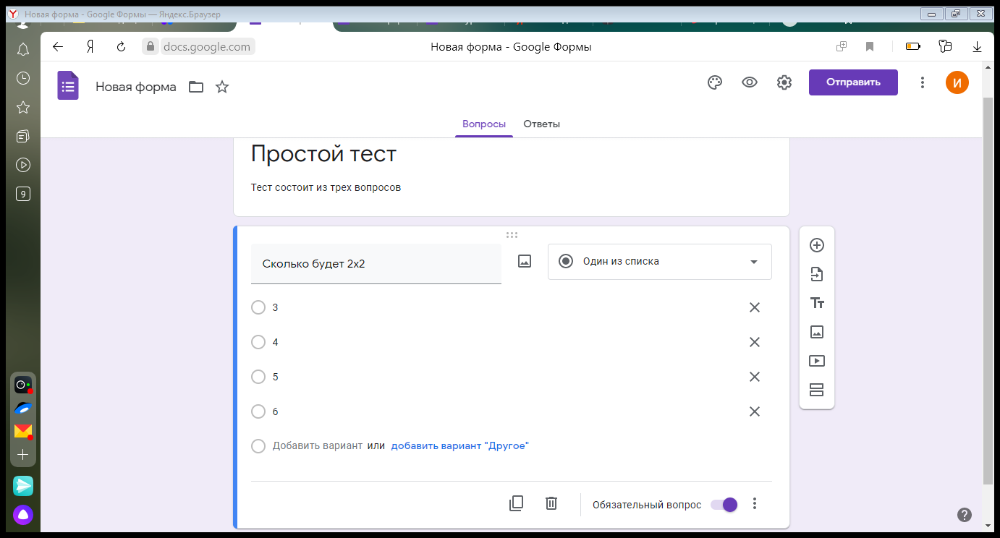 Новая форма - Google Формы — Яндекс.Браузер
Я docs.google.com Новая форма - Google Формы
Новая форма Отправить И
Вопросы Ответы
Простой тест
Тест состоит из трех вопросов
9
Сколько будет 2х2 Один из списка
Тт
3
4
5
6
Добавить вариант или добавить вариант "Другое"
Обязательный вопрос